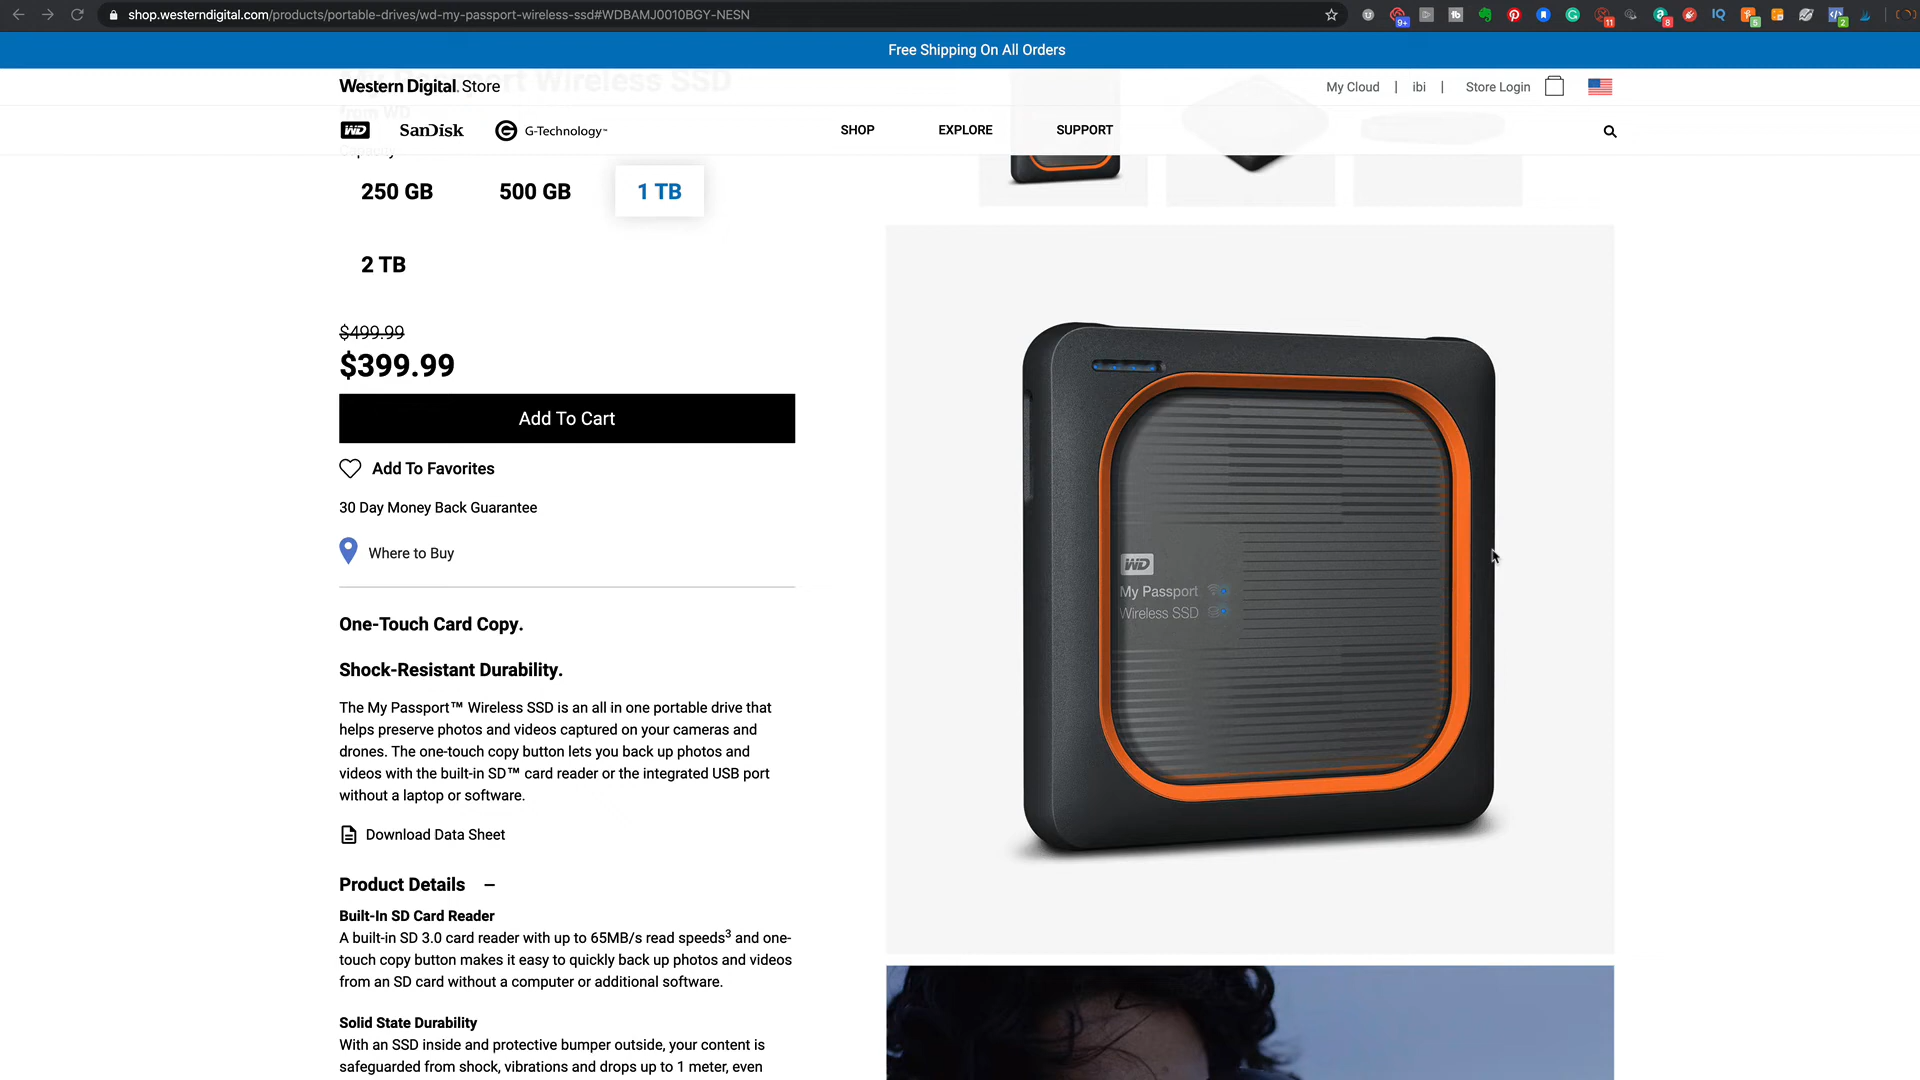 shop.westerndigital.com/products/portable-drives/wd-my-passport-wireless-ssd#WDBAMJ0010BGY-NESN
9+
11
8
IQ
5
2
Free Shipping On All Orders
My Passport Wireless SSD
from WD
Western Digital. Store
My Cloud | ibi | Store Login
WD
SanDisk
G-Technology™
SHOP
EXPLORE
SUPPORT
Capacity
250 GB
500 GB
1 TB
2 TB
$499.99
$399.99
Add To Cart
Add To Favorites
30 Day Money Back Guarantee
Where to Buy
One-Touch Card Copy.
Shock-Resistant Durability.
The My Passport™ Wireless SSD is an all in one portable drive that
helps preserve photos and videos captured on your cameras and
drones. The one-touch copy button lets you back up photos and
videos with the built-in SD™ card reader or the integrated USB port
without a laptop or software.
Download Data Sheet
Product Details –
Built-In SD Card Reader
A built-in SD 3.0 card reader with up to 65MB/s read speeds³ and one-
touch copy button makes it easy to quickly back up photos and videos
from an SD card without a computer or additional software.
Solid State Durability
With an SSD inside and protective bumper outside, your content is
safeguarded from shock, vibrations and drops up to 1 meter, even
WD
My Passport
Wireless SSD